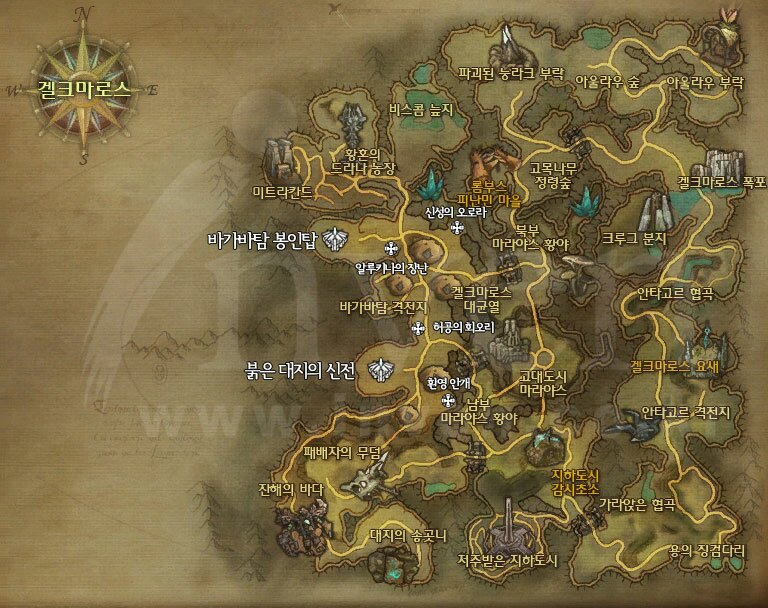 N
겔크마로스
W
E
S
파괴된 능라크 부락
아울라우 숲
아울라우 부락
비스콤 늪지
황혼의
드라나 농장
미트라칸드
고목나무
정령숲
겔크마로스 폭포
롬부스
피난민 마을
신성의 오로라
바가바탐 봉인탑
북부
마라야스 황야
크루그 분지
알루키나의 장난
바가바탐 격전지
겔크마로스
대균열
안타고르 협곡
허공의 회오리
붉은 대지의 신전
환영 안개
고대도시
마라야스
겔크마로스 요새
남부
마라야스 황야
안타고르 격전지
패배자의 무덤
잔해의 바다
지하도시
감시초소
가라앉은 협곡
대지의 송곳니
저주받은 지하도시
용의 징검다리